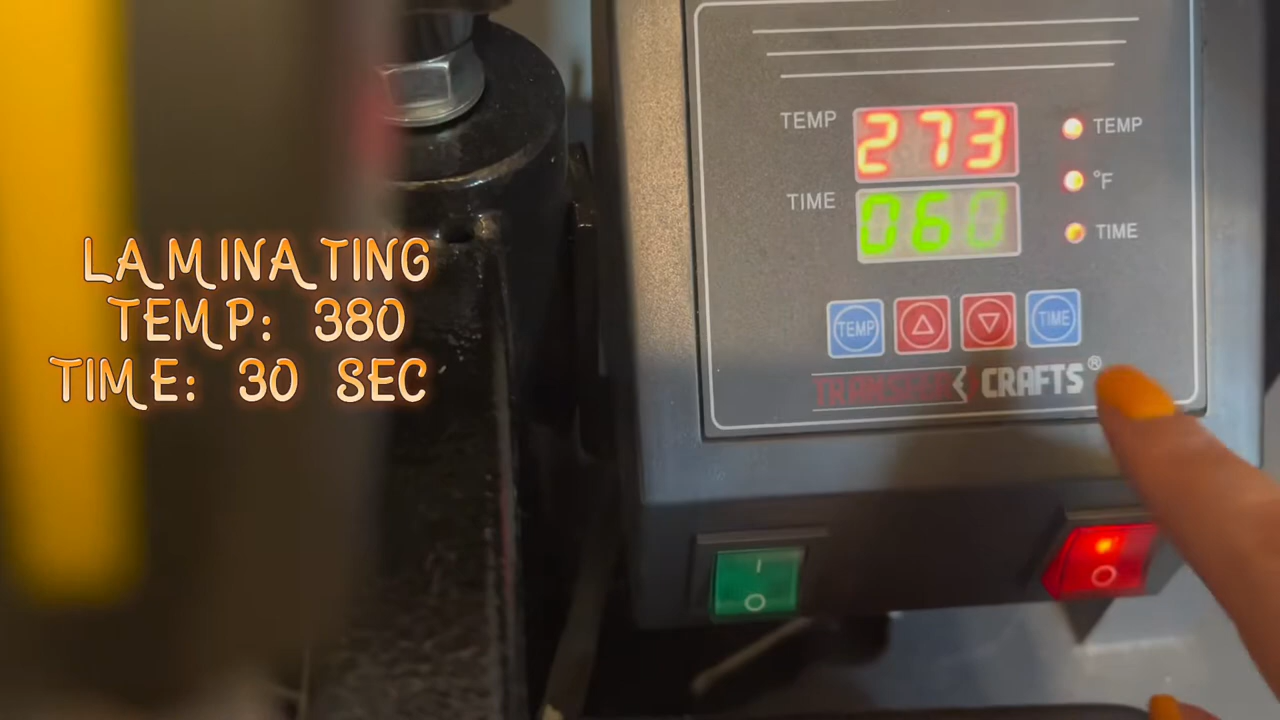 LAMINATING
TEMP: 380
TIME: 30 SEC
TEMP 273 TEMP
°F
TIME 060 TIME
TEMP TIME
TRANSFER CRAFTS®